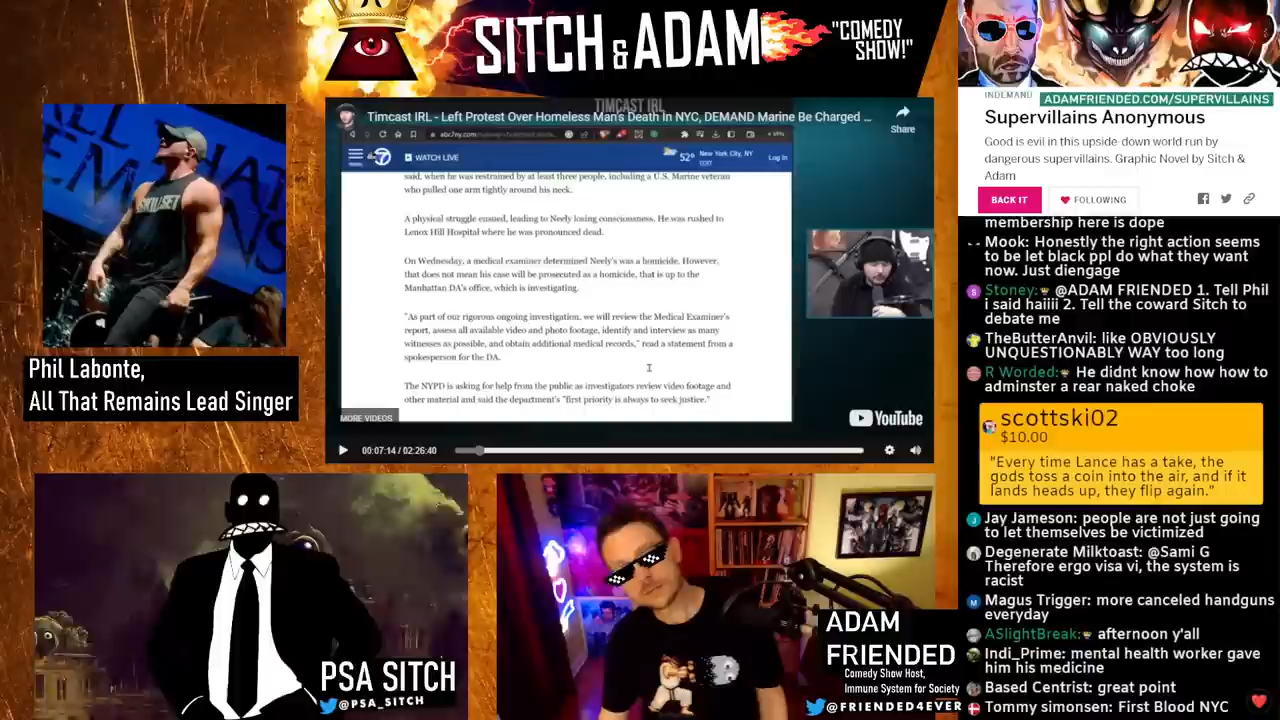 SITCH & ADAM
"COMEDY
SHOW!"
TIMCAST IRL
Timcast IRL - Left Protest Over Homeless Man's Death In NYC, DEMAND Marine Be Charged ...
Share
WATCH LIVE
52°
New York City, NY
Log In
said, when he was restrained by at least three people, including a U.S. Marine veteran
who pulled one arm tightly around his neck.
A physical struggle ensued, leading to Neely losing consciousness. He was rushed to
Lenox Hill Hospital where he was pronounced dead.
On Wednesday, a medical examiner determined Neely's was a homicide. However,
that does not mean his case will be prosecuted as a homicide, that is up to the
Manhattan DA's office, which is investigating.
"As part of our rigorous ongoing investigation, we will review the Medical Examiner's
report, assess all available video and photo footage, identify and interview as many
witnesses as possible, and obtain additional medical records," read a statement from a
spokesperson for the DA.
The NYPD is asking for help from the public as investigators review video footage and
other material and said the department's "first priority is always to seek justice."
MORE VIDEOS
YouTube
00:07:14 / 02:26:40
Phil Labonte,
All That Remains Lead Singer
PSA SITCH
@PSA_SITCH
ADAM
FRIENDED
Comedy Show Host,
Immune System for Society
@FRIENDED4EVER
INDEMAND
ADAMFRIENDED.COM/SUPERVILLAINS
Supervillains Anonymous
Good is evil in this upside-down world run by
dangerous supervillains. Graphic Novel by Sitch &
Adam
BACK IT
FOLLOWING
membership here is dope
Mook: Honestly the right action seems
to be let black ppl do what they want
now. Just diengage
Stoney: @ADAM FRIENDED 1. Tell Phil
i said haiiii 2. Tell the coward Sitch to
debate me
TheButterAnvil: like OBVIOUSLY
UNQUESTIONABLY WAY too long
R Worded: He didnt know how how to
adminster a rear naked choke
scottski02
$10.00
"Every time Lance has a take, the
gods toss a coin into the air, and if it
lands heads up, they flip again."
Jay Jameson: people are not just going
to let themselves be victimized
Degenerate Milktoast: @Sami G
Therefore ergo visa vi, the system is
racist
Magus Trigger: more canceled handguns
everyday
ASlightBreak: afternoon y'all
Indi_Prime: mental health worker gave
him his medicine
Based Centrist: great point
Tommy simonsen: First Blood NYC